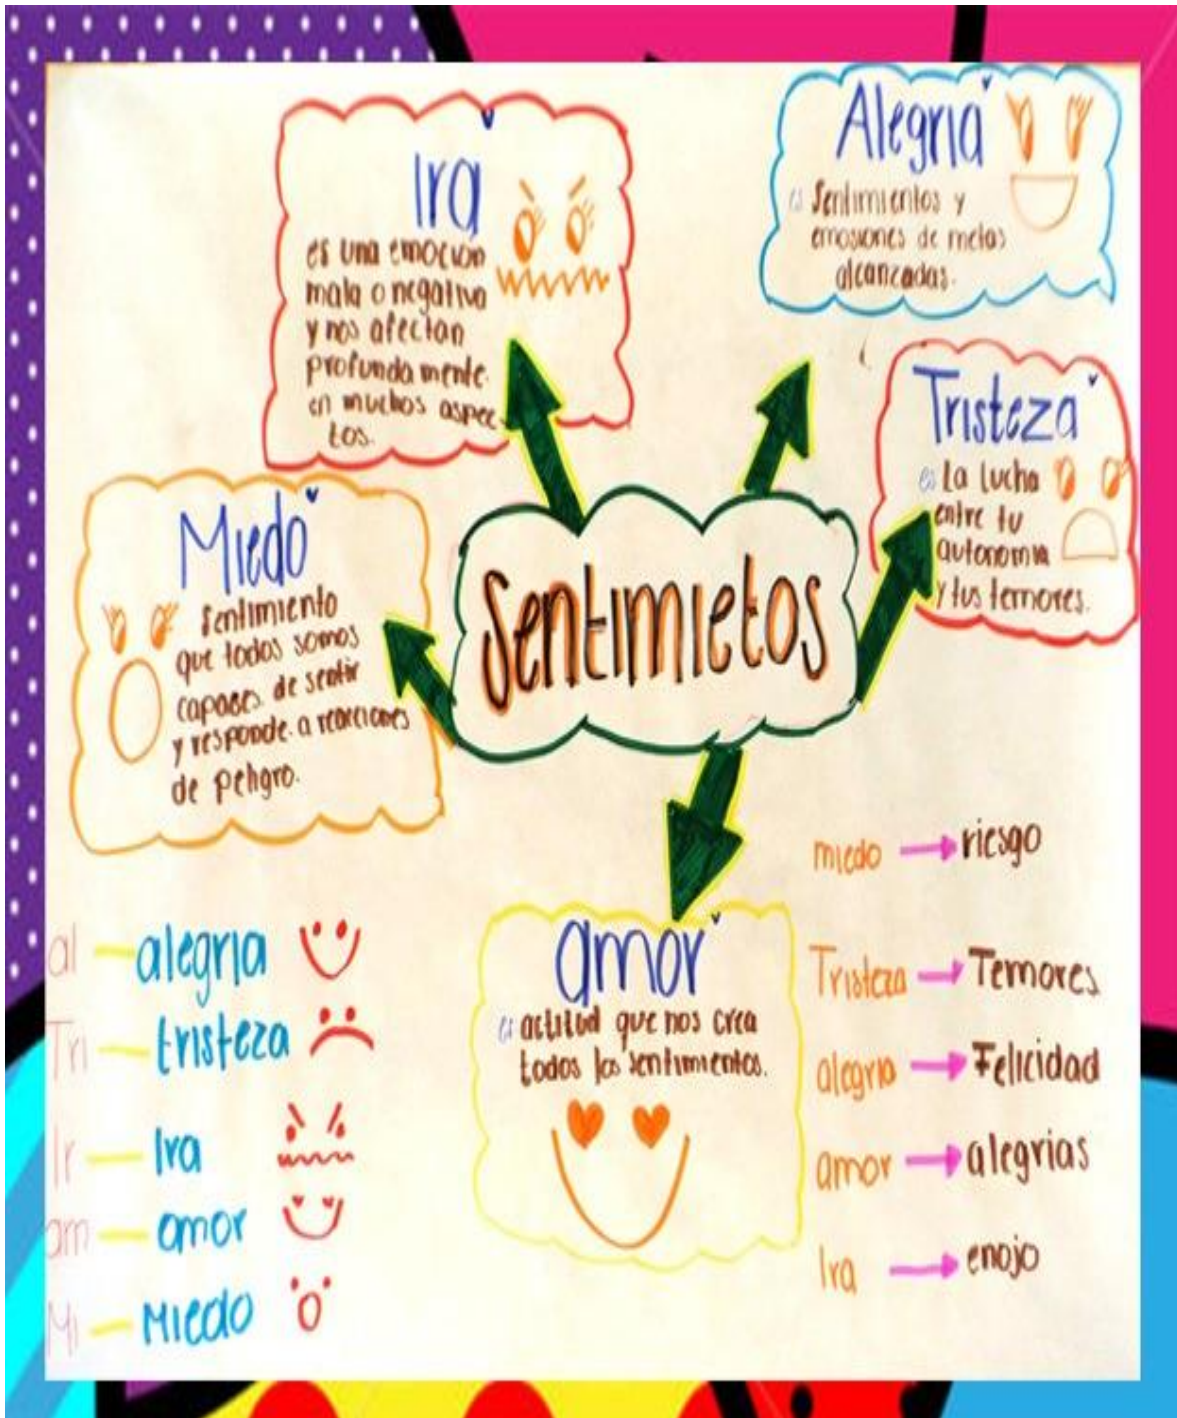 Ira
es una emoción
mala o negativa
y nos afectan
profundamente.
en muchos aspec
tos.
Alegria
es Sentimientos y
emosiones de metas
alcanzadas.
Tristeza
es La lucha
entre tu
autonomia
y tus temores.
Miedo
Sentimiento
que todos somos
capases de sentir
y responde a reacciones
de peligro.
Sentimietos
amor
es actitud que nos crea
todos los sentimientos.
al — alegria
Tri — tristeza
Ir — Ira
am — amor
Mi — Miedo
miedo → riesgo
Tristeza → Temores
alegria → Felicidad
amor → alegrias
Ira → enojo